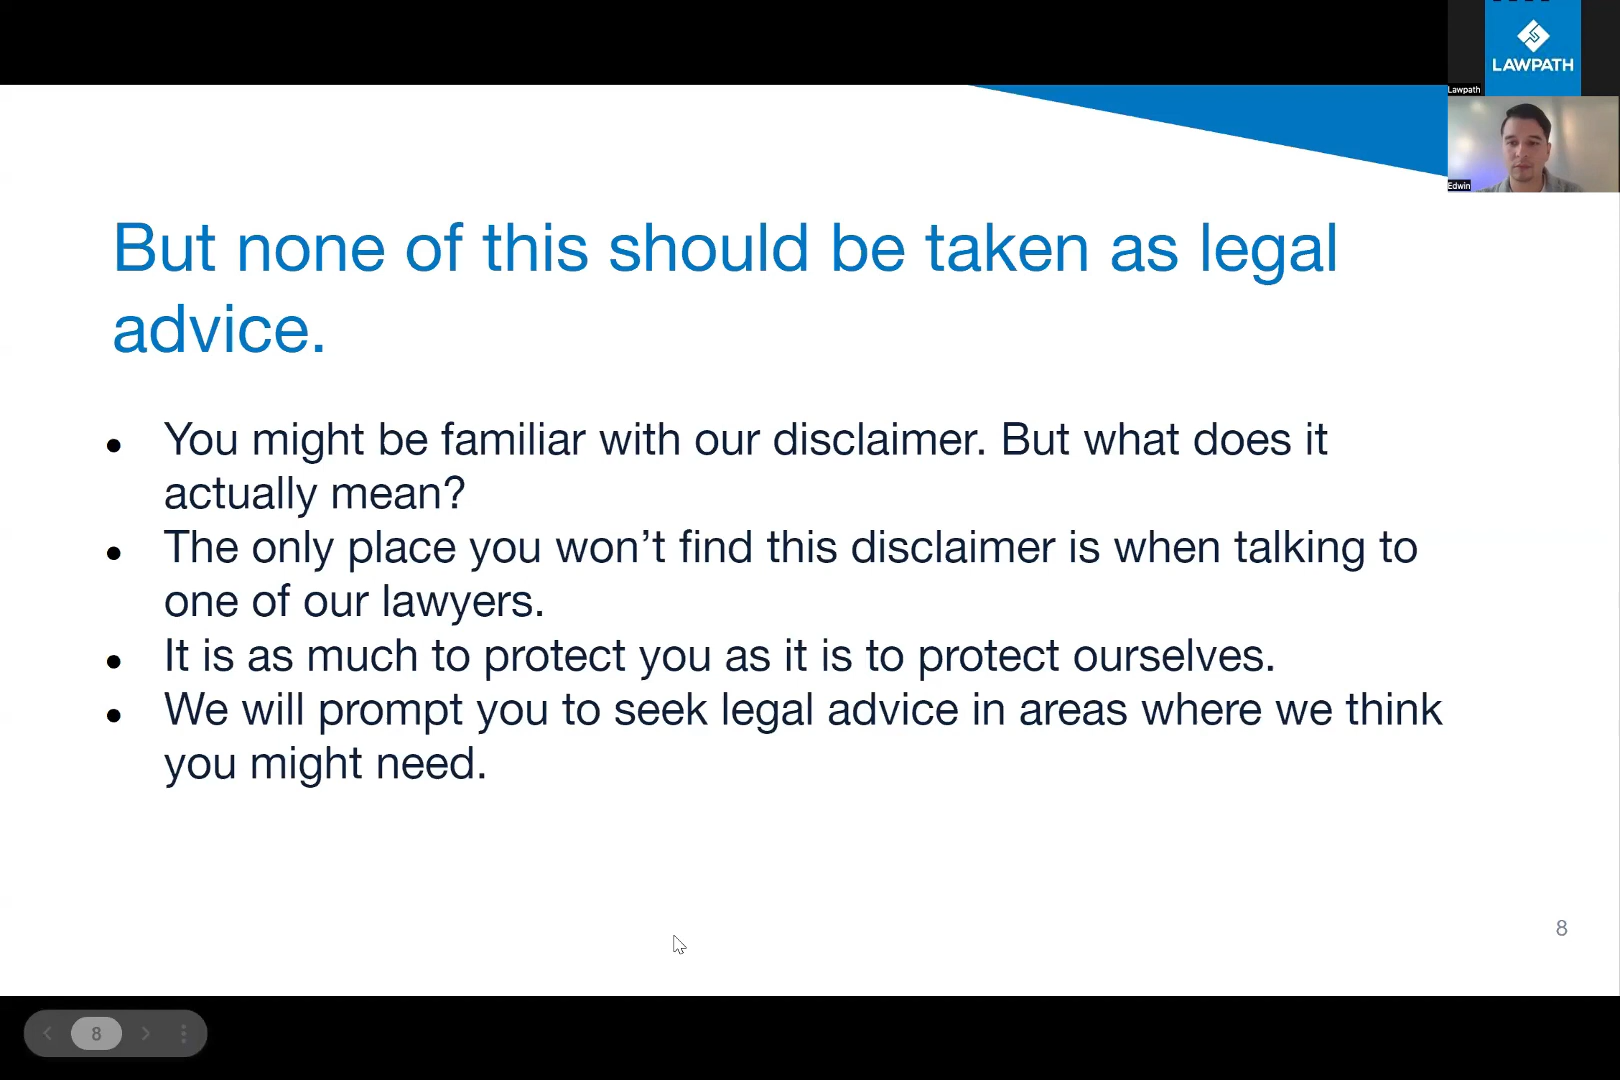 LAWPATH
Lawpath
Edwin
But none of this should be taken as legal
advice.
● You might be familiar with our disclaimer. But what does it
actually mean?
● The only place you won’t find this disclaimer is when talking to
one of our lawyers.
● It is as much to protect you as it is to protect ourselves.
● We will prompt you to seek legal advice in areas where we think
you might need.
8
8